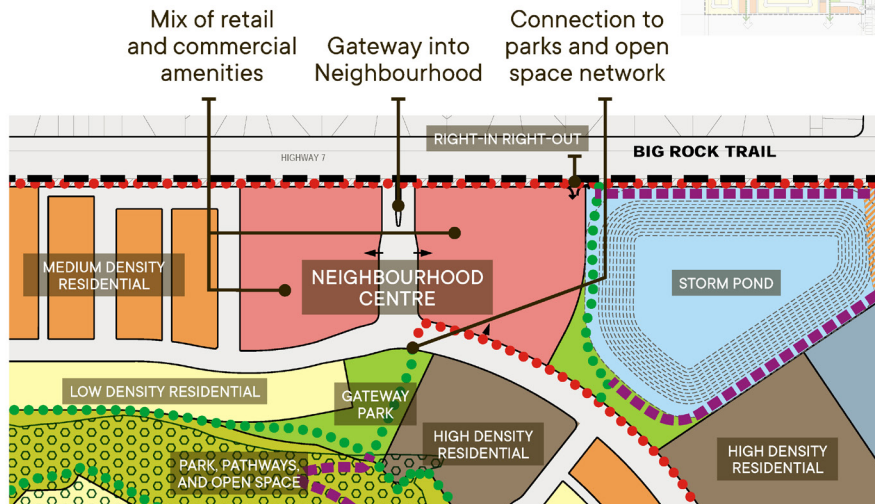 Mix of retail
and commercial
amenities
Gateway into
Neighbourhood
Connection to
parks and open
space network
RIGHT-IN RIGHT-OUT
BIG ROCK TRAIL
HIGHWAY 7
MEDIUM DENSITY
RESIDENTIAL
NEIGHBOURHOOD
CENTRE
STORM POND
LOW DENSITY RESIDENTIAL
GATEWAY
PARK
HIGH DENSITY
RESIDENTIAL
HIGH DENSITY
RESIDENTIAL
PARK, PATHWAYS,
AND OPEN SPACE